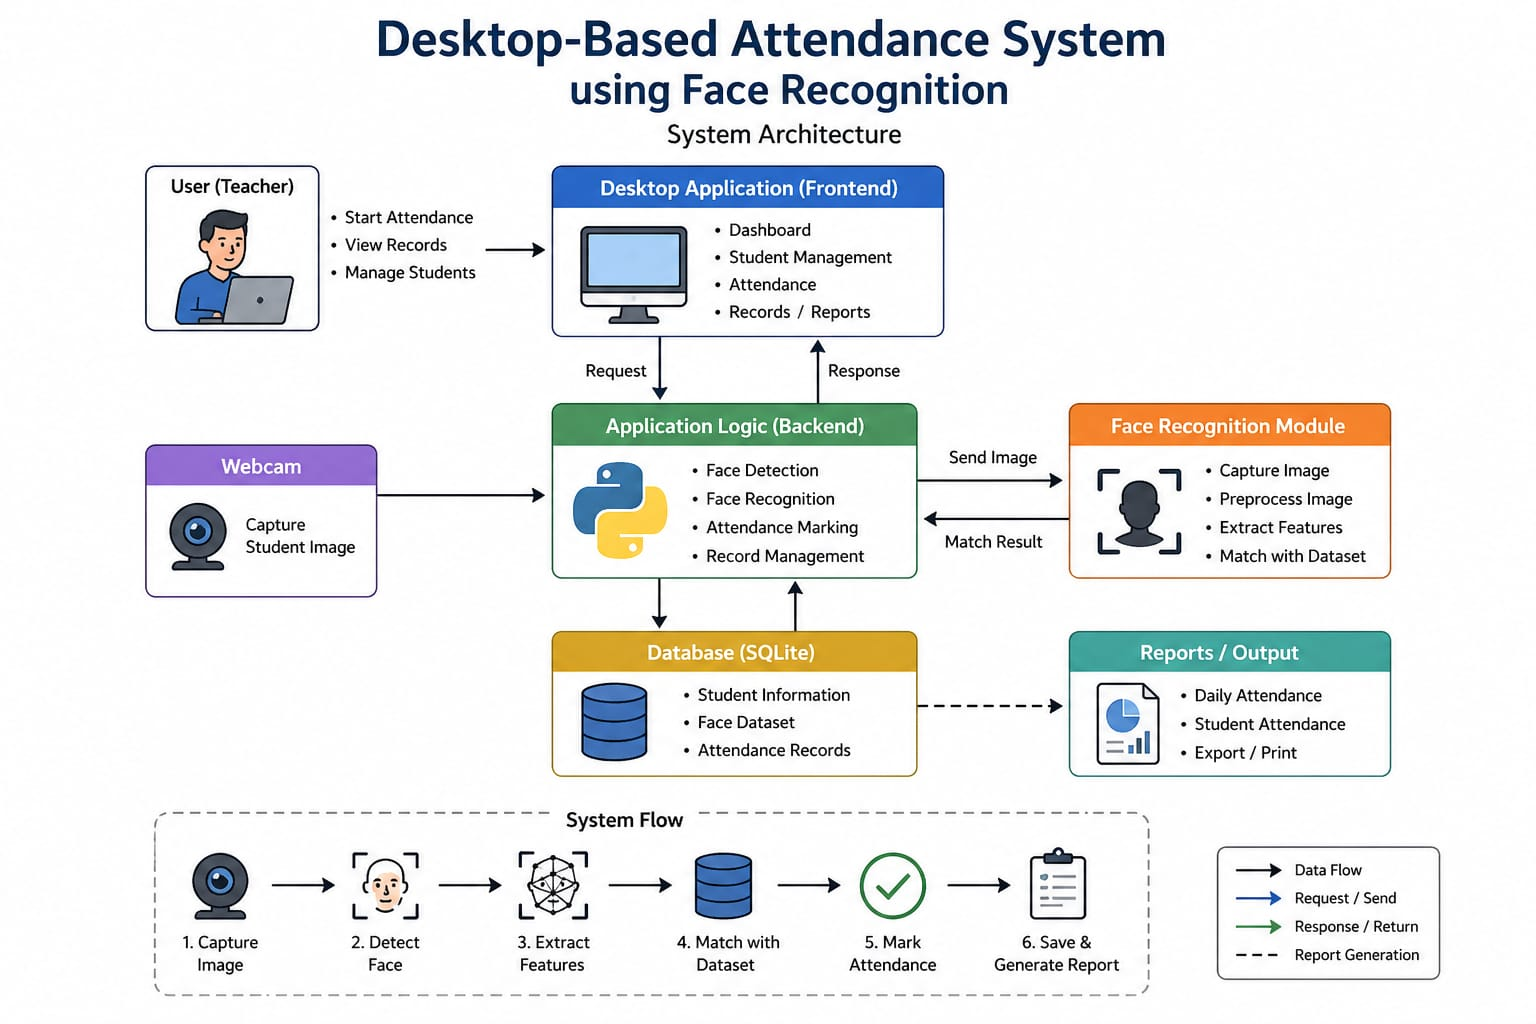 Desktop-Based Attendance System
using Face Recognition
System Architecture
User (Teacher)
• Start Attendance
• View Records
• Manage Students
Desktop Application (Frontend)
• Dashboard
• Student Management
• Attendance
• Records / Reports
Request
Response
Webcam
Capture
Student Image
Application Logic (Backend)
• Face Detection
• Face Recognition
• Attendance Marking
• Record Management
Send Image
Match Result
Face Recognition Module
• Capture Image
• Preprocess Image
• Extract Features
• Match with Dataset
Database (SQLite)
• Student Information
• Face Dataset
• Attendance Records
Reports / Output
• Daily Attendance
• Student Attendance
• Export / Print
System Flow
1. Capture
Image
2. Detect
Face
3. Extract
Features
4. Match with
Dataset
5. Mark
Attendance
6. Save &
Generate Report
Data Flow
Request / Send
Response / Return
Report Generation